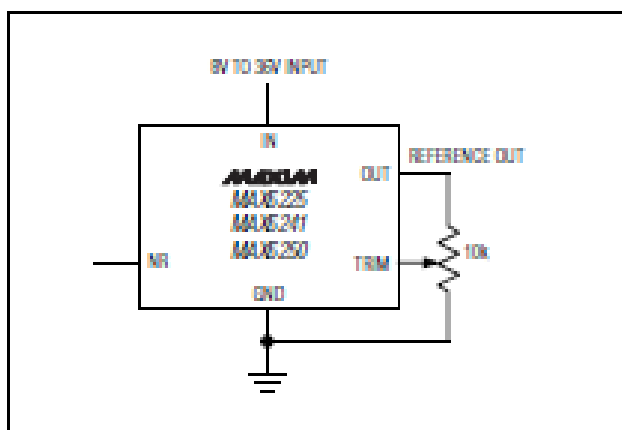 8V TO 36V INPUT
IN
REFERENCE OUT
OUT
MAXIM
MAX6225
MAX6241
MAX6250
10k
NR
TRIM
GND